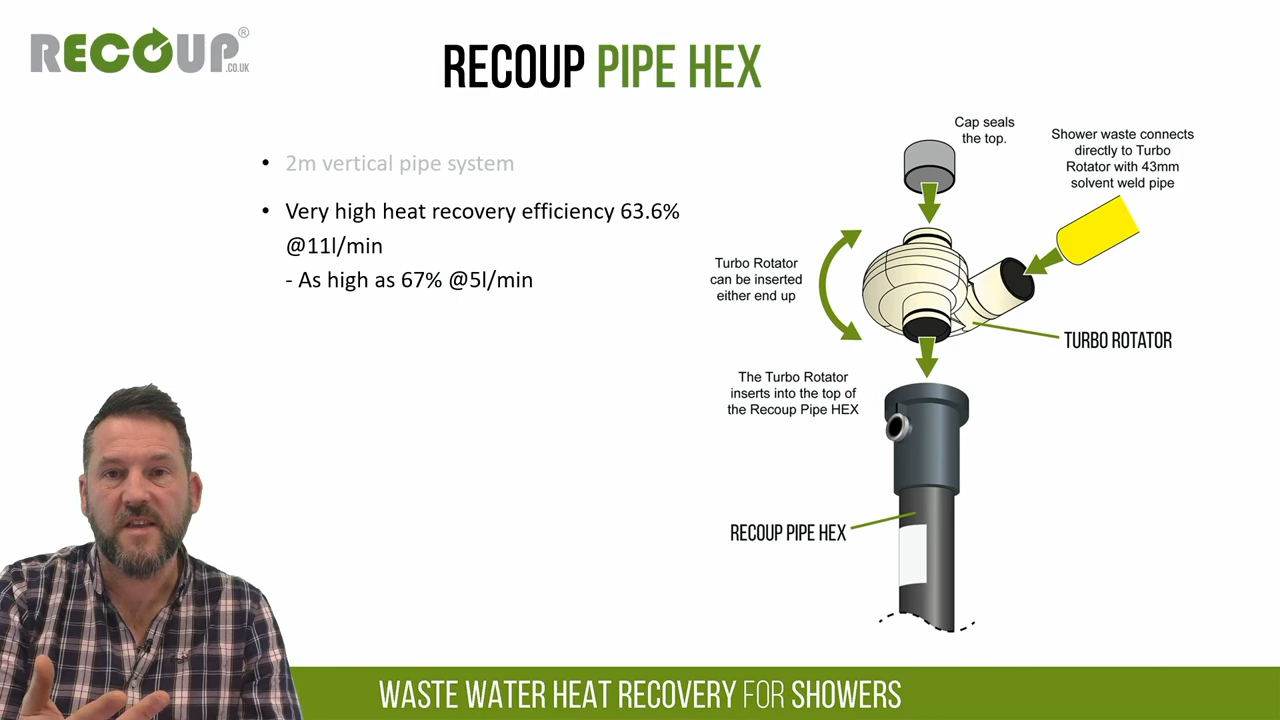 RECOUP®
.CO.UK
RECOUP PIPE HEX
• 2m vertical pipe system
• Very high heat recovery efficiency 63.6%
@11l/min
- As high as 67% @5l/min
Cap seals
the top.
Shower waste connects
directly to Turbo
Rotator with 43mm
solvent weld pipe
Turbo Rotator
can be inserted
either end up
TURBO ROTATOR
The Turbo Rotator
inserts into the top of
the Recoup Pipe HEX
RECOUP PIPE HEX
WASTE WATER HEAT RECOVERY FOR SHOWERS